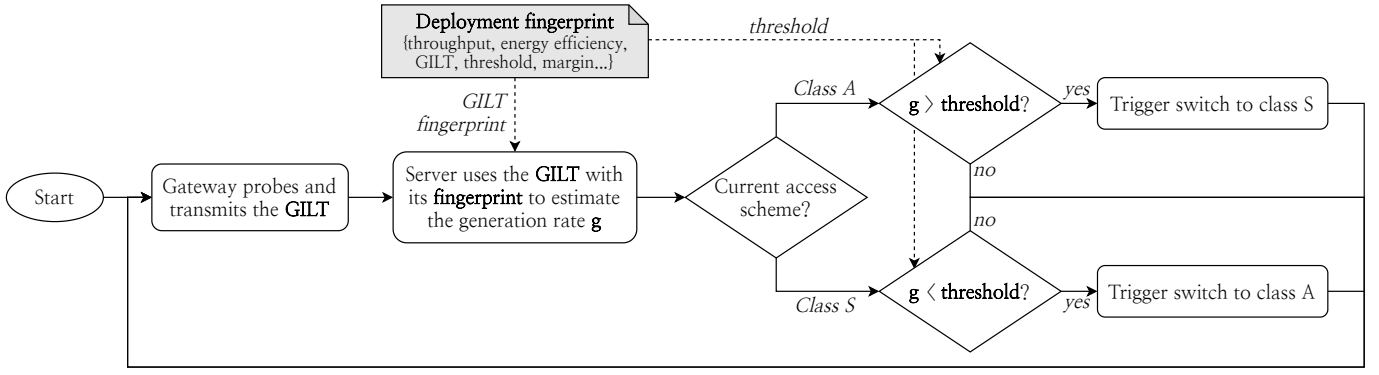 Deployment fingerprint
{throughput, energy efficiency,
GILT, threshold, margin...}
threshold
GILT
fingerprint
Start
Gateway probes and
transmits the GILT
Server uses the GILT with
its fingerprint to estimate
the generation rate g
Current access
scheme?
Class A
g > threshold?
yes
Trigger switch to class S
no
no
Class S
g < threshold?
yes
Trigger switch to class A